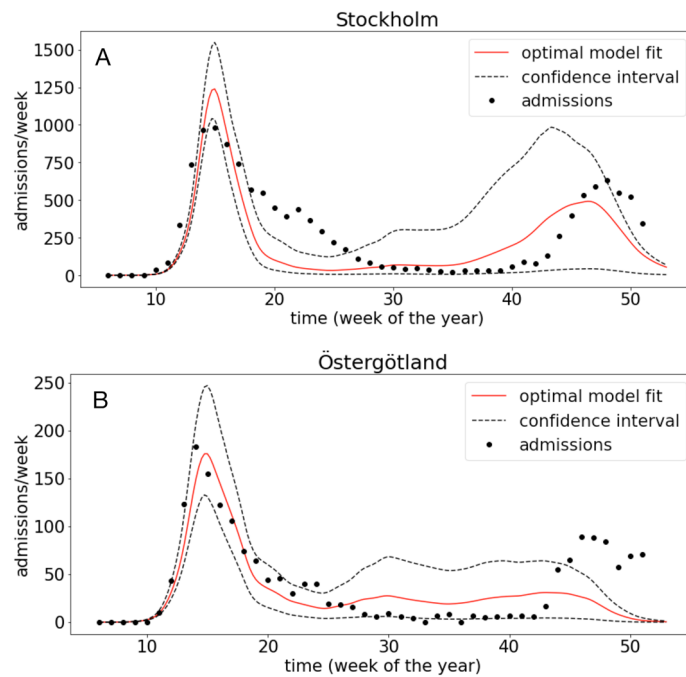 Stockholm
A
optimal model fit
confidence interval
admissions
admissions/week
1500
1250
1000
750
500
250
0
10 20 30 40 50
time (week of the year)
Östergötland
B
optimal model fit
confidence interval
admissions
admissions/week
250
200
150
100
50
0
10 20 30 40 50
time (week of the year)